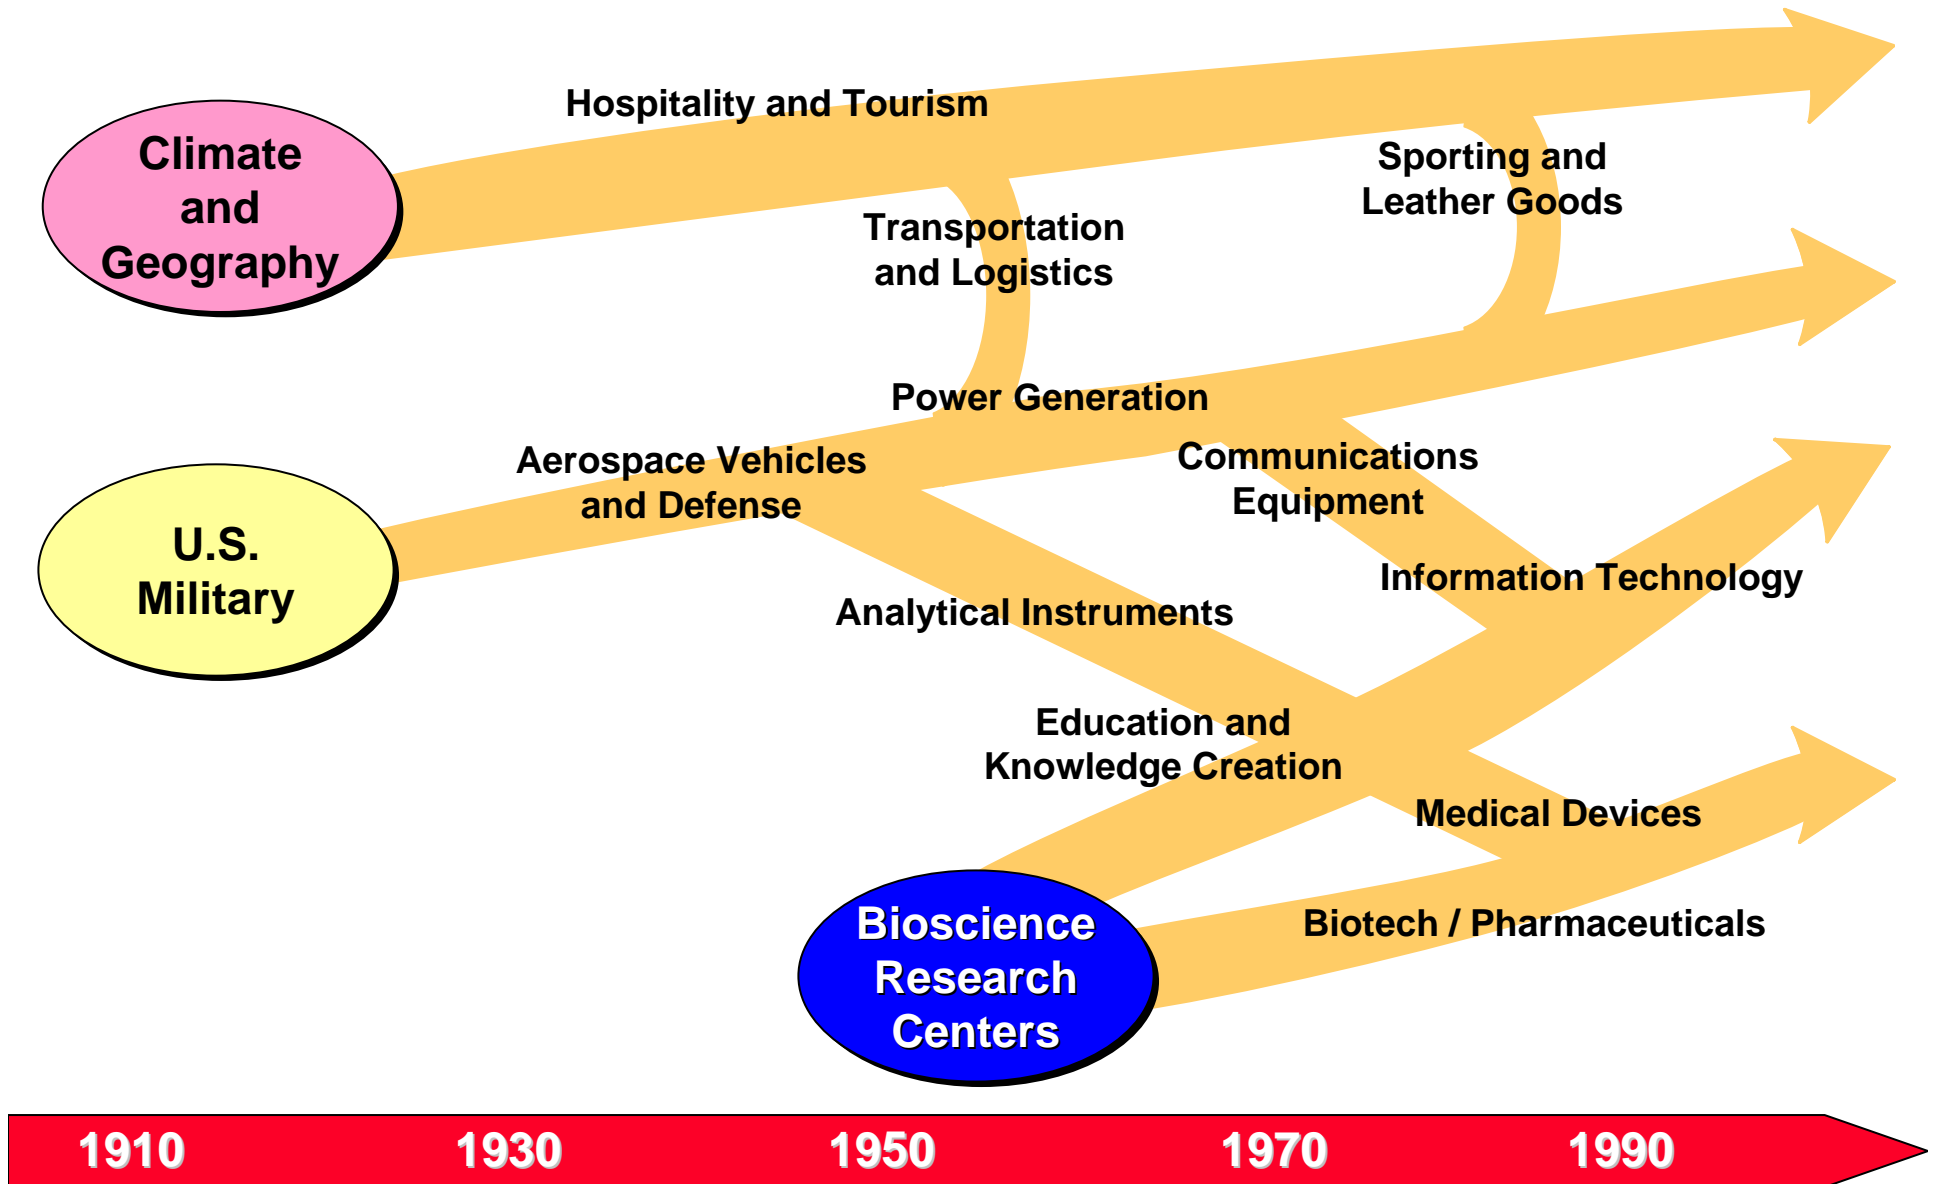 Hospitality and Tourism
Climate
and
Geography
Sporting and
Leather Goods
Transportation
and Logistics
Power Generation
Aerospace Vehicles
and Defense
Communications
Equipment
U.S.
Military
Information Technology
Analytical Instruments
Education and
Knowledge Creation
Medical Devices
Bioscience
Research
Centers
Biotech / Pharmaceuticals
1910 1930 1950 1970 1990